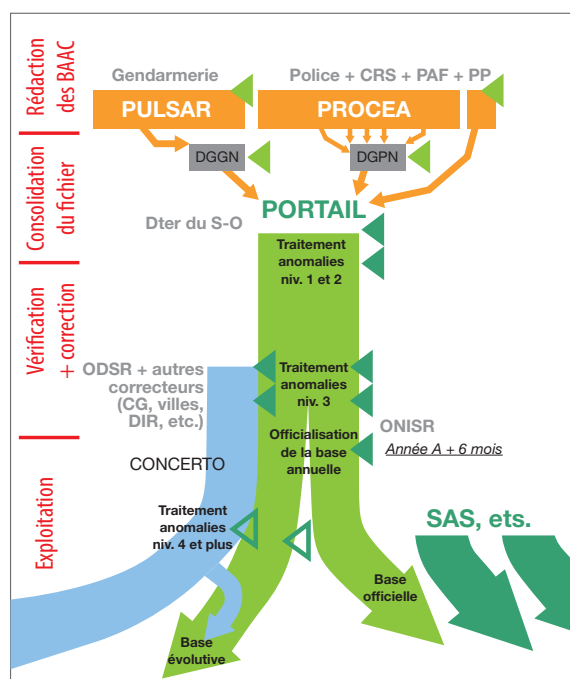 Rédaction
des BAAC
Gendarmerie
Police + CRS + PAF + PP
PULSAR
PROCEA
Consolidation
du fichier
DGGN
DGPN
PORTAIL
Dter du S-O
Traitement
anomalies
niv. 1 et 2
Vérification
+ correction
ODSR + autres
correcteurs
(CG, villes,
DIR, etc.)
Traitement
anomalies
niv. 3
Officialisation
de la base
annuelle
ONISR
Année A + 6 mois
Exploitation
CONCERTO
Traitement
anomalies
niv. 4 et plus
SAS, ets.
Base
officielle
Base
évolutive